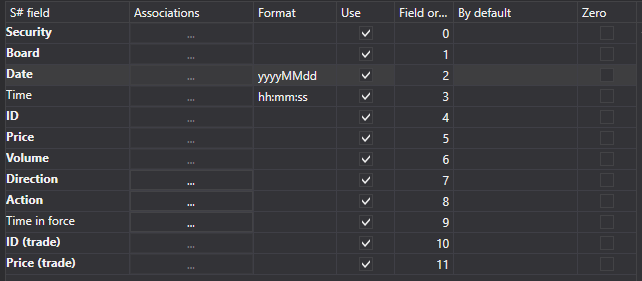 S# field Associations Format Use Field or... By default Zero
Security ... 0
Board ... 1
Date ... yyyyMMdd 2
Time ... hh:mm:ss 3
ID ... 4
Price ... 5
Volume ... 6
Direction ... 7
Action ... 8
Time in force ... 9
ID (trade) ... 10
Price (trade) ... 11